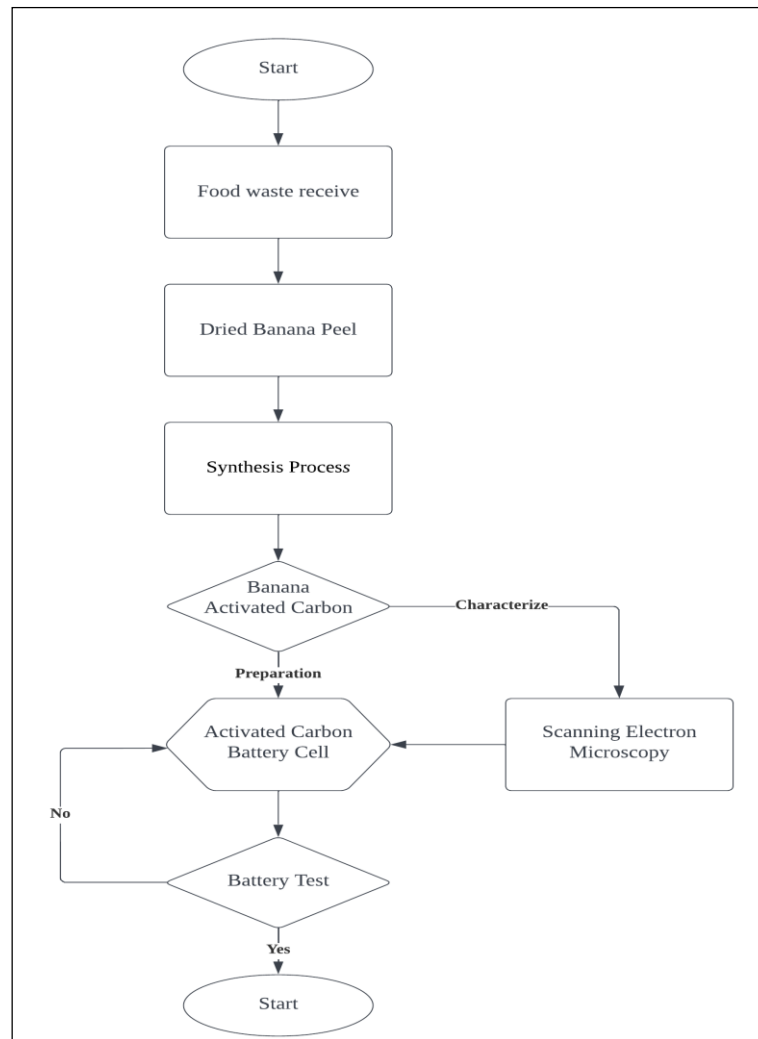 Start
Food waste receive
Dried Banana Peel
Synthesis Process
Banana
Activated Carbon
Characterize
Preparation
Activated Carbon
Battery Cell
Scanning Electron
Microscopy
No
Battery Test
Yes
Start